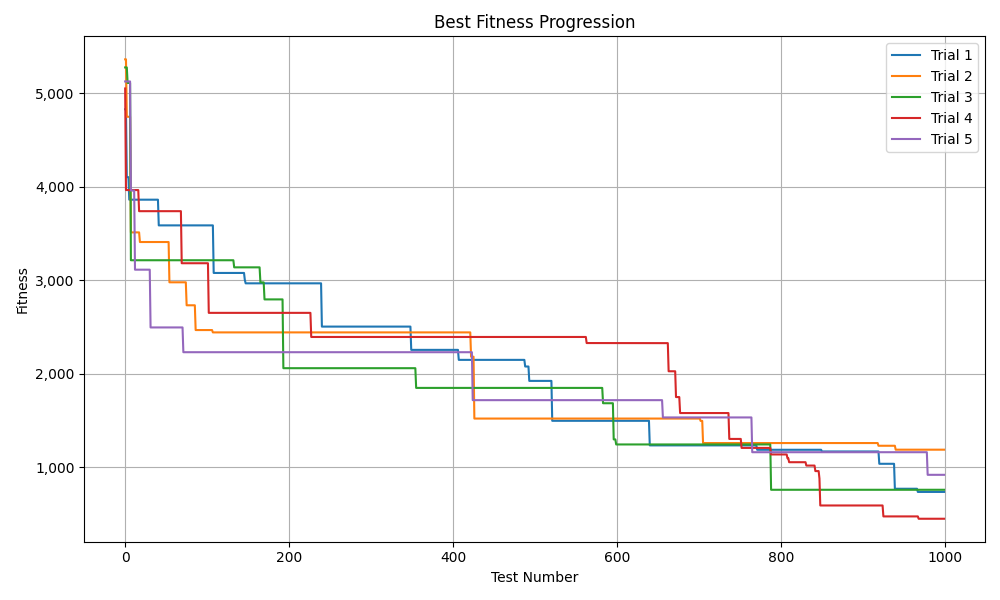 Best Fitness Progression
Trial 1
Trial 2
Trial 3
Trial 4
Trial 5
Fitness
5,000
4,000
3,000
2,000
1,000
0
200
400
600
800
1000
Test Number